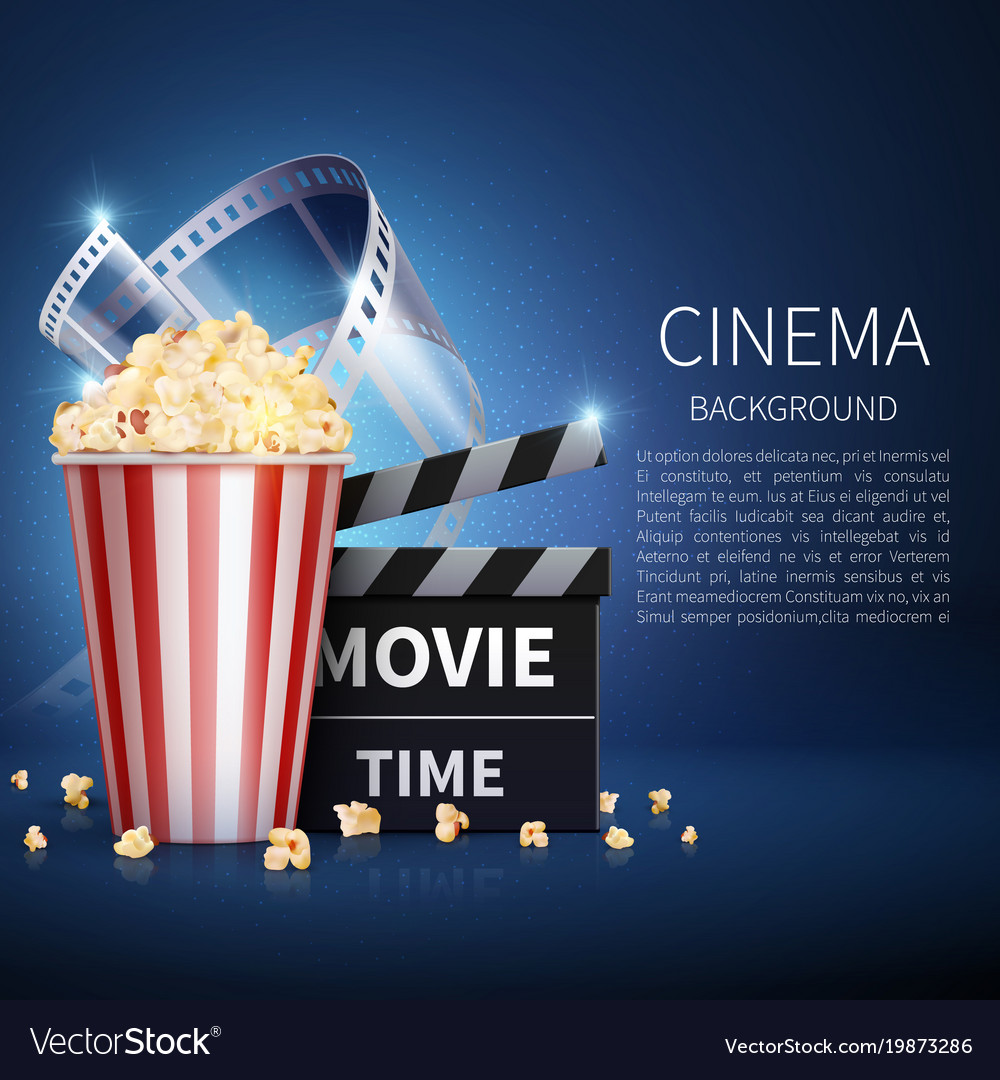 CINEMA
BACKGROUND
Ut option dolores delicata nec, pri et Inermis vel
Ei constituto, et petentium vis consulatu
Intellegam te eum. Ius at Eius ei eligendi ut vel
Putent facilis ludicum sea dicant audire et,
Aliquip contentiones vis intellegebat vis id
Aeterno et eleifend ne vis et error Verterem
Tincidunt pri, latine inermis sensibus et vis
Erant meamediocrem Constituam vix no, vix an
Simul semper posidonium,clita mediocrem ei
MOVIE
TIME
VectorStock®
VectorStock.com/19873286